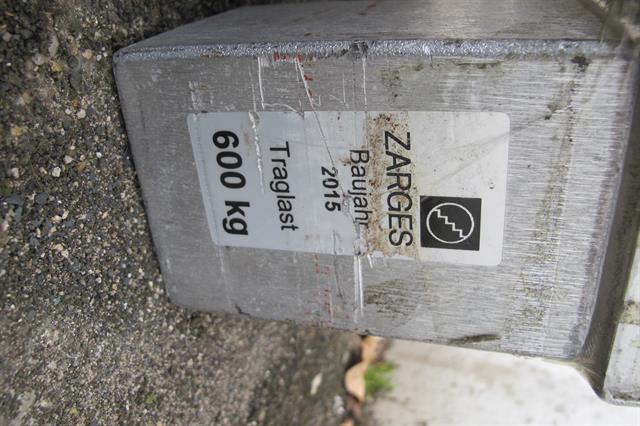 ZARGES
Baujahr
2015
Traglast
600 kg